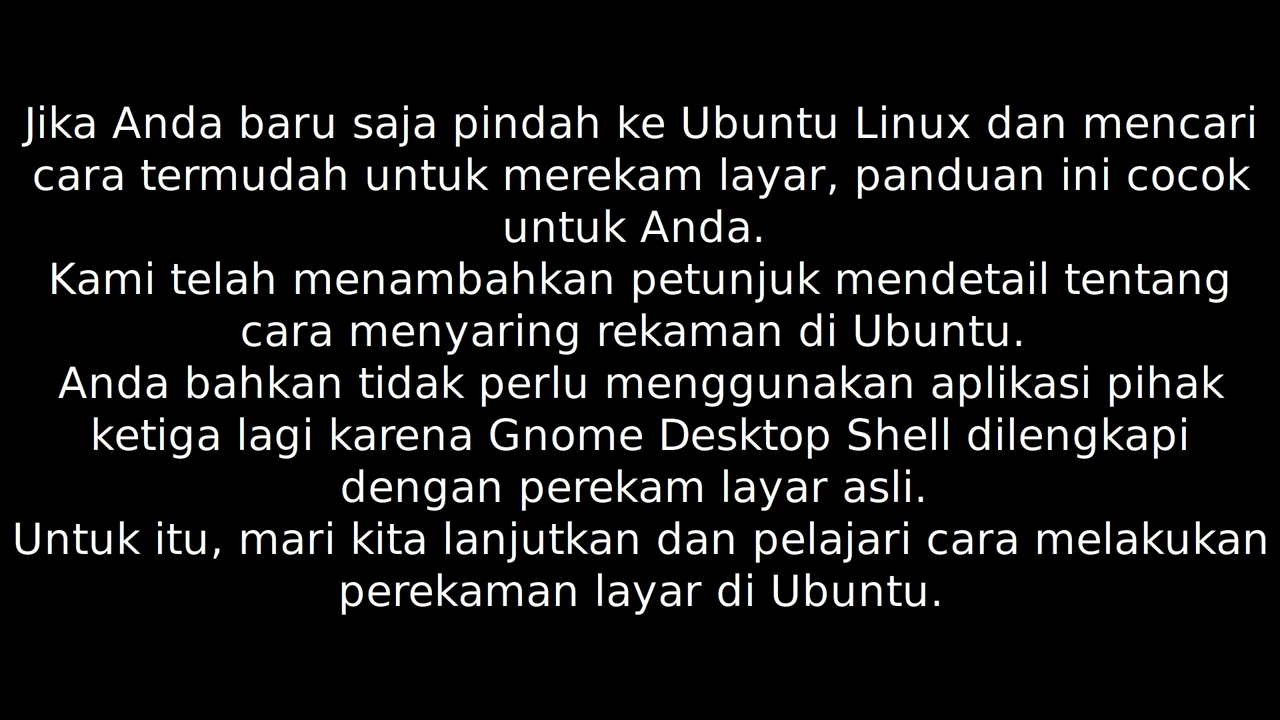 Jika Anda baru saja pindah ke Ubuntu Linux dan mencari
cara termudah untuk merekam layar, panduan ini cocok
untuk Anda.
Kami telah menambahkan petunjuk mendetail tentang
cara menyaring rekaman di Ubuntu.
Anda bahkan tidak perlu menggunakan aplikasi pihak
ketiga lagi karena Gnome Desktop Shell dilengkapi
dengan perekam layar asli.
Untuk itu, mari kita lanjutkan dan pelajari cara melakukan
perekaman layar di Ubuntu.